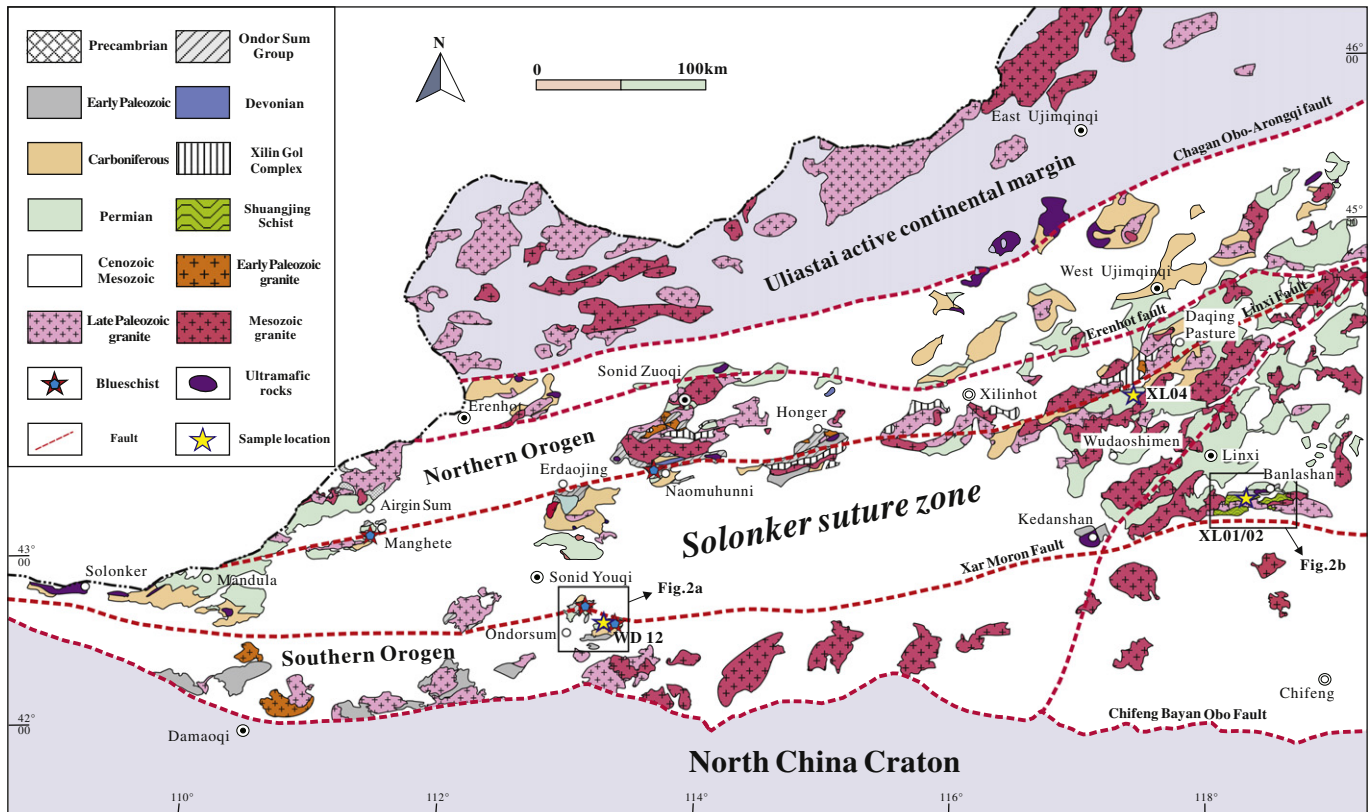 Precambrian
Ondor Sum
Group
Early Paleozoic
Devonian
Carboniferous
Xilin Gol
Complex
Permian
Shuangjing
Schist
Cenozoic
Mesozoic
Early Paleozoic
granite
Late Paleozoic
granite
Mesozoic
granite
Blueschist
Ultramafic
rocks
Fault
Sample location
N
0
100km
46°
00
East Ujimqinqi
Chagan Obo-Arongqi fault
Uliastai active continental margin
45°
00
West Ujimqinqi
Erenhot fault
Linxi Fault
Daqing
Pasture
Sonid Zuoqi
Erenhot
Honger
Xilinhot
XL04
Northern Orogen
Wudaoshimen
Linxi
Erdaojing
Naomuhunni
Banlashan
Airgin Sum
Solonker suture zone
Manghete
Kedanshan
XL01/02
43°
00
Xar Moron Fault
Fig.2b
Solonker
Mandula
Sonid Youqi
Fig.2a
Ondorsum
WD 12
Southern Orogen
Chifeng
42°
00
Damaoqi
Chifeng Bayan Obo Fault
North China Craton
110°
112°
114°
116°
118°